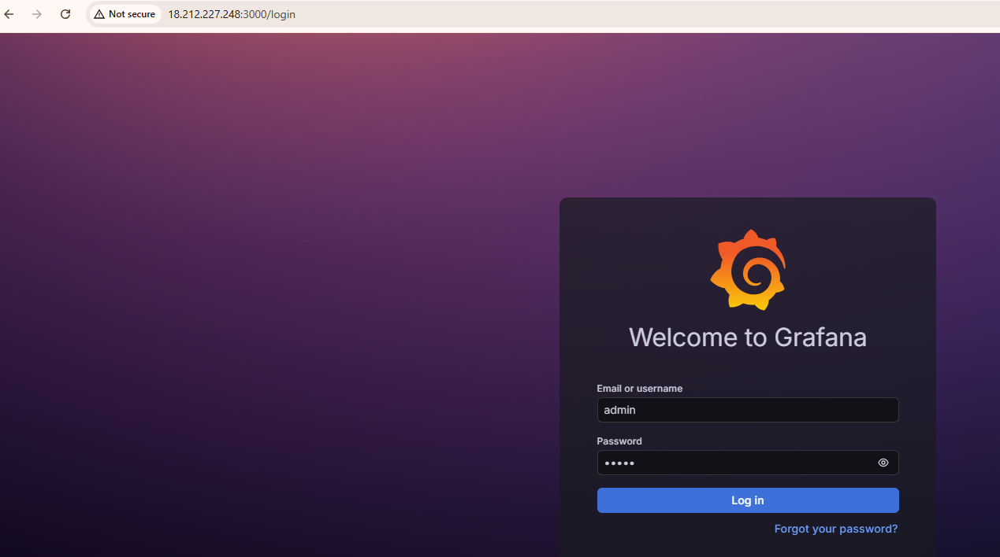 Not secure 18.212.227.248:3000/login
Welcome to Grafana
Email or username
admin
Password
•••••
Log in
Forgot your password?